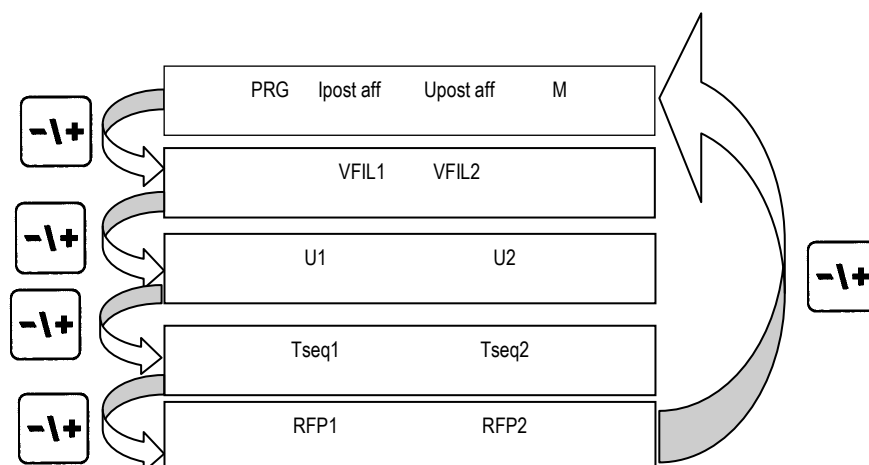 PRG Ipost aff Upost aff M
-\+
VFIL1 VFIL2
-\+
U1 U2
-\+
-\+
Tseq1 Tseq2
RFP1 RFP2
-\+